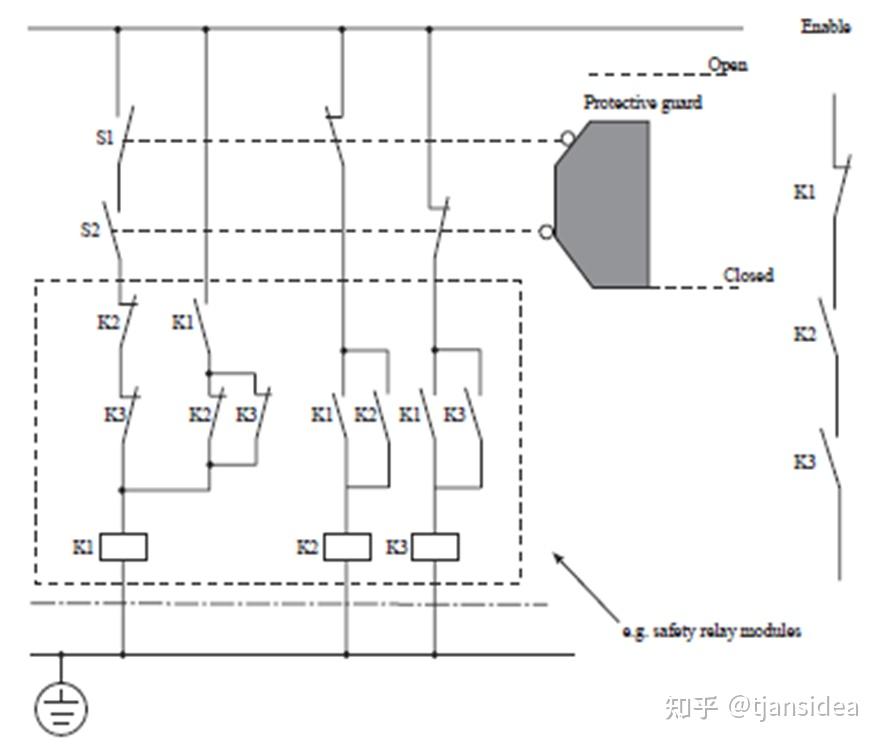 Enable
Open
Protective guard
S1
K1
S2
Closed
K2 K1
K2
K3 K2 K3 K1 K2 K1 K3
K3
K1 K2 K3
e.g. safety relay modules
知乎 @tjansidea